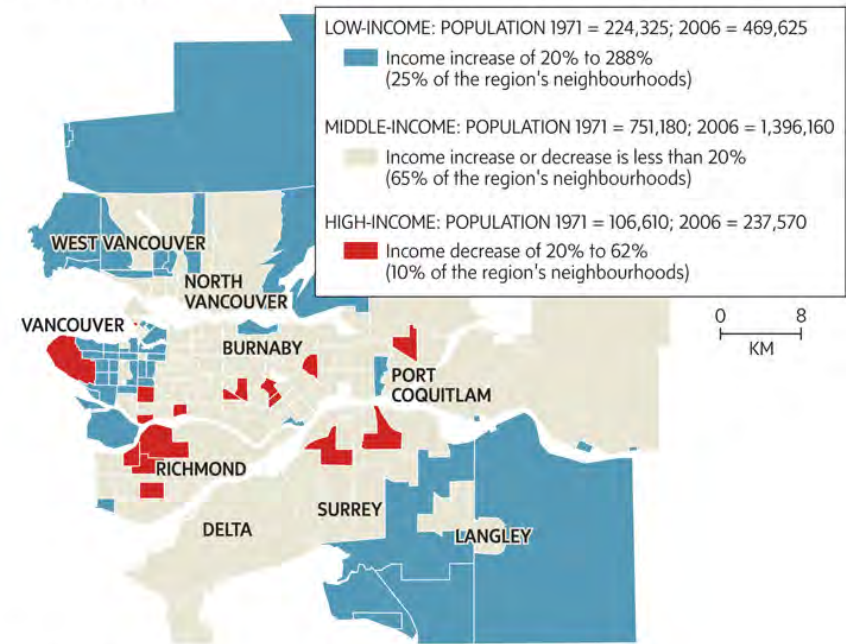 LOW-INCOME: POPULATION 1971 = 224,325; 2006 = 469,625
Income increase of 20% to 288%
(25% of the region's neighbourhoods)
MIDDLE-INCOME: POPULATION 1971 = 751,180; 2006 = 1,396,160
Income increase or decrease is less than 20%
(65% of the region's neighbourhoods)
HIGH-INCOME: POPULATION 1971 = 106,610; 2006 = 237,570
Income decrease of 20% to 62%
(10% of the region's neighbourhoods)
WEST VANCOUVER
NORTH
VANCOUVER
VANCOUVER
BURNABY
0 8
KM
PORT
COQUITLAM
RICHMOND
SURREY
DELTA
LANGLEY